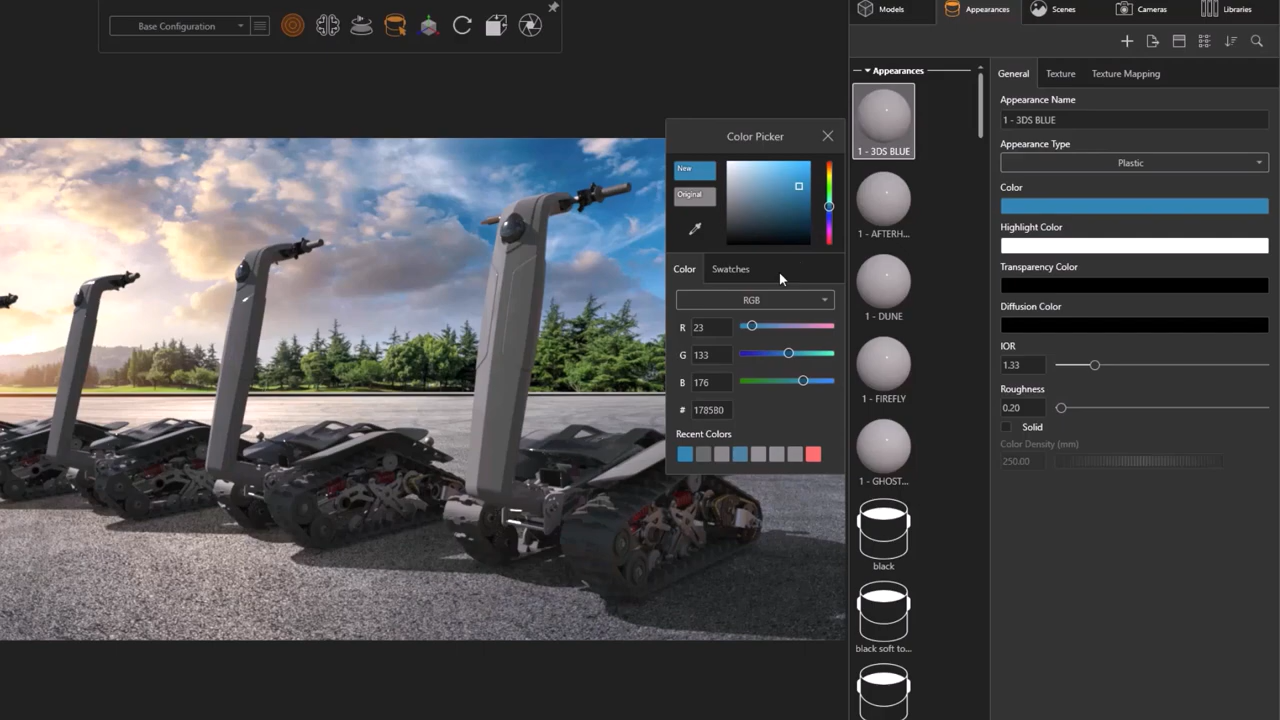 Base Configuration
Models
Appearances
Scenes
Cameras
Libraries
Appearances
1 - 3DS BLUE
1 - AFTERH...
1 - DUNE
1 - FIREFLY
1 - GHOST...
black
black soft to...
General
Texture
Texture Mapping
Appearance Name
1 - 3DS BLUE
Appearance Type
Plastic
Color
Highlight Color
Transparency Color
Diffusion Color
IOR
1.33
Roughness
0.20
Solid
Color Density (mm)
250.00
Color Picker
New
Original
Color
Swatches
RGB
R 23
G 133
B 176
# 1785B0
Recent Colors